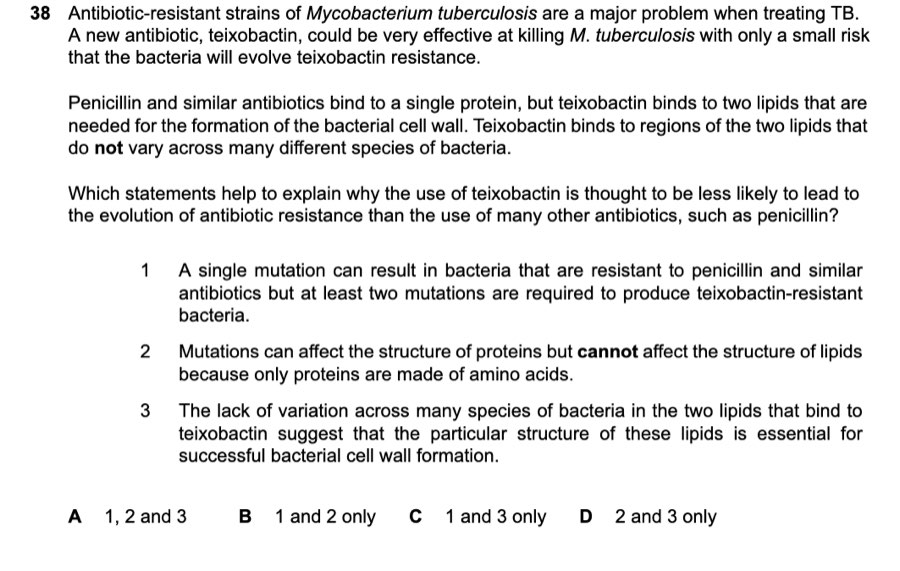 38 Antibiotic-resistant strains of Mycobacterium tuberculosis are a major problem when treating TB.
A new antibiotic, teixobactin, could be very effective at killing M. tuberculosis with only a small risk
that the bacteria will evolve teixobactin resistance.
Penicillin and similar antibiotics bind to a single protein, but teixobactin binds to two lipids that are
needed for the formation of the bacterial cell wall. Teixobactin binds to regions of the two lipids that
do not vary across many different species of bacteria.
Which statements help to explain why the use of teixobactin is thought to be less likely to lead to
the evolution of antibiotic resistance than the use of many other antibiotics, such as penicillin?
1 A single mutation can result in bacteria that are resistant to penicillin and similar
antibiotics but at least two mutations are required to produce teixobactin-resistant
bacteria.
2 Mutations can affect the structure of proteins but cannot affect the structure of lipids
because only proteins are made of amino acids.
3 The lack of variation across many species of bacteria in the two lipids that bind to
teixobactin suggest that the particular structure of these lipids is essential for
successful bacterial cell wall formation.
A 1, 2 and 3 B 1 and 2 only C 1 and 3 only D 2 and 3 only